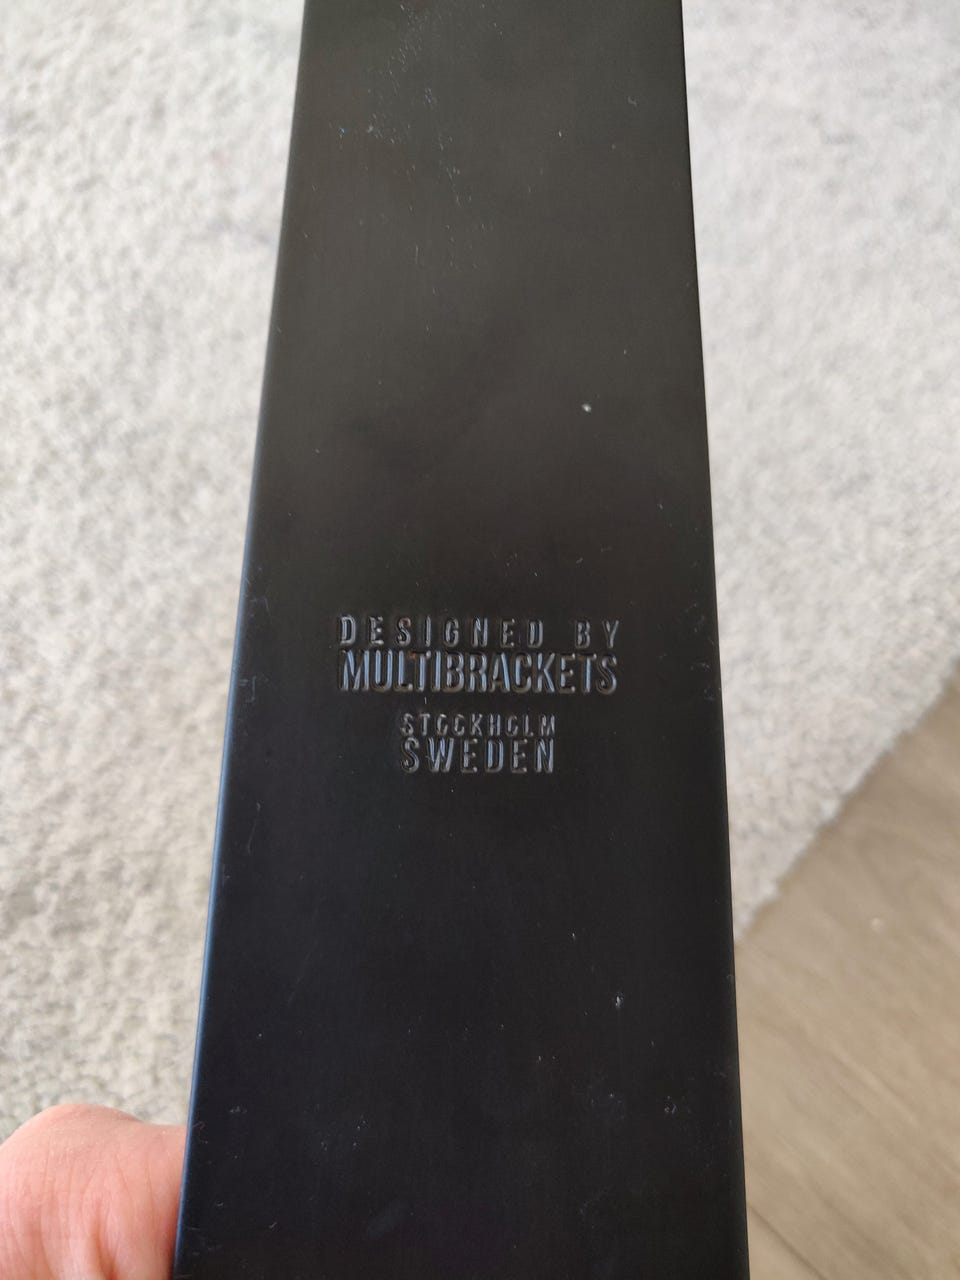 DESIGNED BY
MULTIBRACKETS
STOCKHOLM
SWEDEN